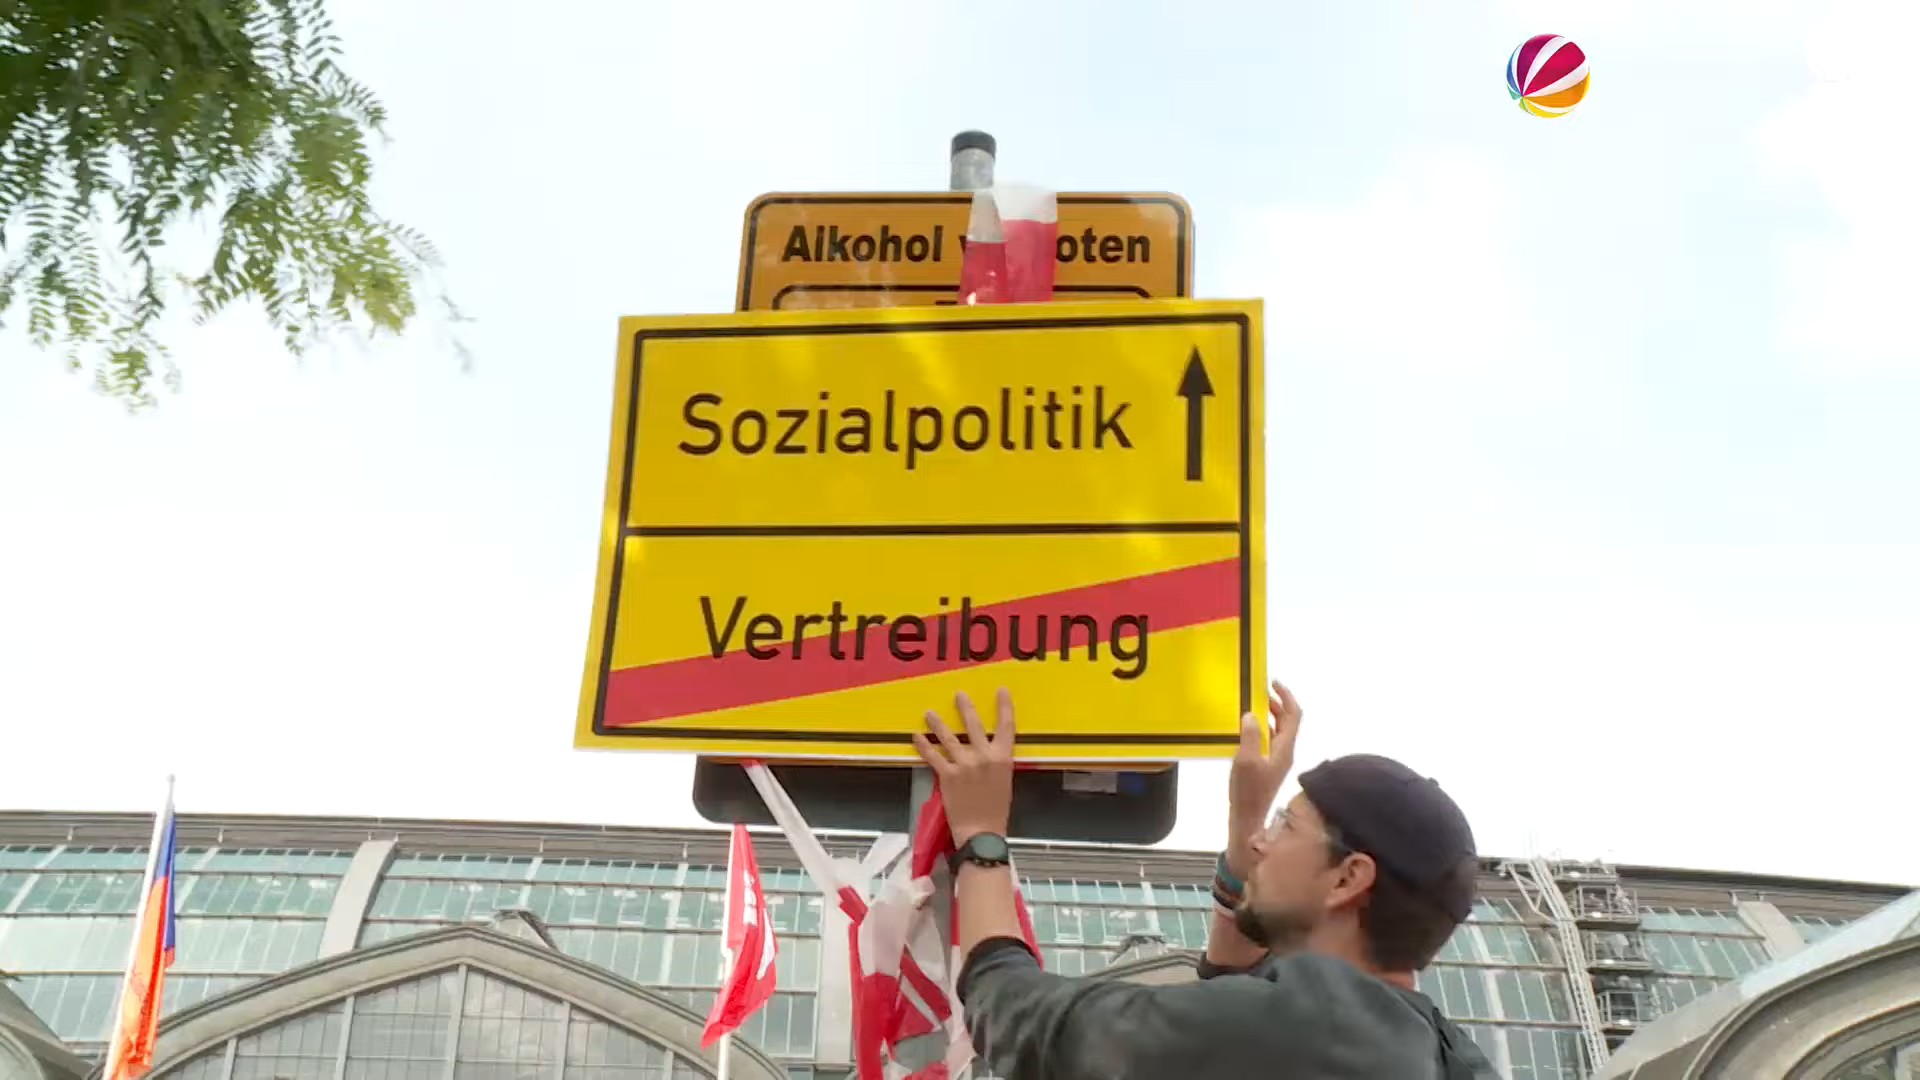 Alkohol v oten
Sozialpolitik
Vertreibung